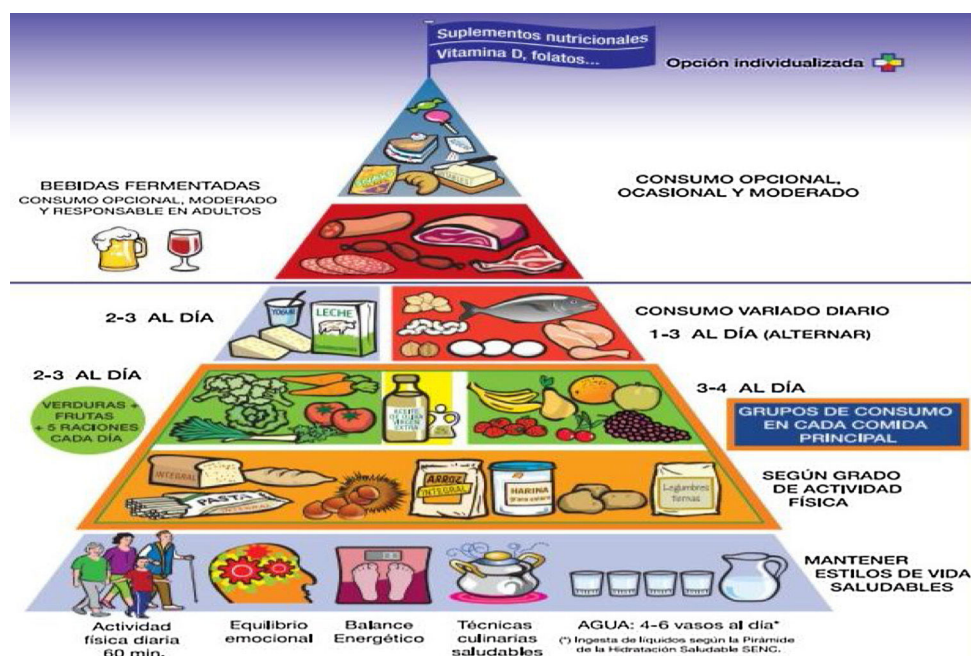 Suplementos nutricionales
Vitamina D, folatos...
Opción individualizada
BEBIDAS FERMENTADAS
CONSUMO OPCIONAL, MODERADO
Y RESPONSABLE EN ADULTOS
CONSUMO OPCIONAL,
OCASIONAL Y MODERADO
2-3 AL DÍA
YOGUR
LECHE
CONSUMO VARIADO DIARIO
1-3 AL DÍA (ALTERNAR)
2-3 AL DÍA
VERDURAS +
FRUTAS
+ 5 RACIONES
CADA DÍA
ACEITE
DE OLIVA
VIRGEN
EXTRA
3-4 AL DÍA
GRUPOS DE CONSUMO
EN CADA COMIDA
PRINCIPAL
INTEGRAL
PASTA
INTEGRAL
ARROZ
INTEGRAL
HARINA
Legumbres
tiernas
SEGÚN GRADO
DE ACTIVIDAD
FÍSICA
MANTENER
ESTILOS DE VIDA
SALUDABLES
Actividad
física diaria
60 min.
Equilibrio
emocional
Balance
Energético
Técnicas
culinarias
saludables
AGUA: 4-6 vasos al día*
(*) Ingesta de líquidos según la Pirámide
de la Hidratación Saludable SENC.